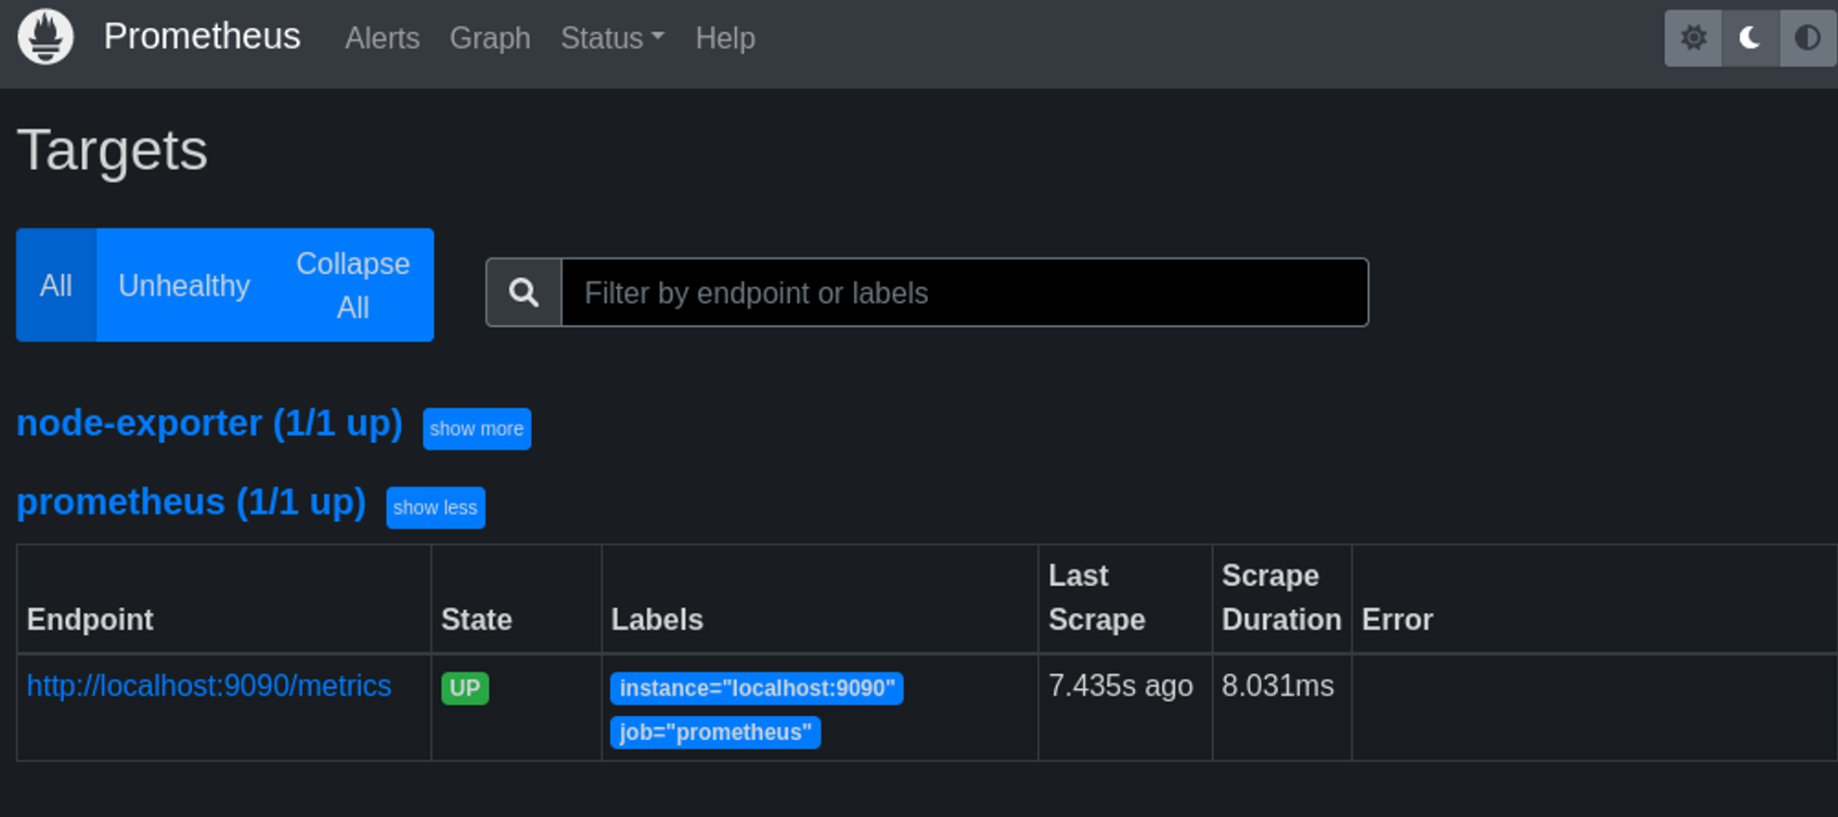 Prometheus Alerts Graph Status Help
Targets
All Unhealthy Collapse All
Filter by endpoint or labels
node-exporter (1/1 up) show more
prometheus (1/1 up) show less
Endpoint State Labels Last Scrape Scrape Duration Error
http://localhost:9090/metrics UP instance="localhost:9090" 7.435s ago 8.031ms
job="prometheus"